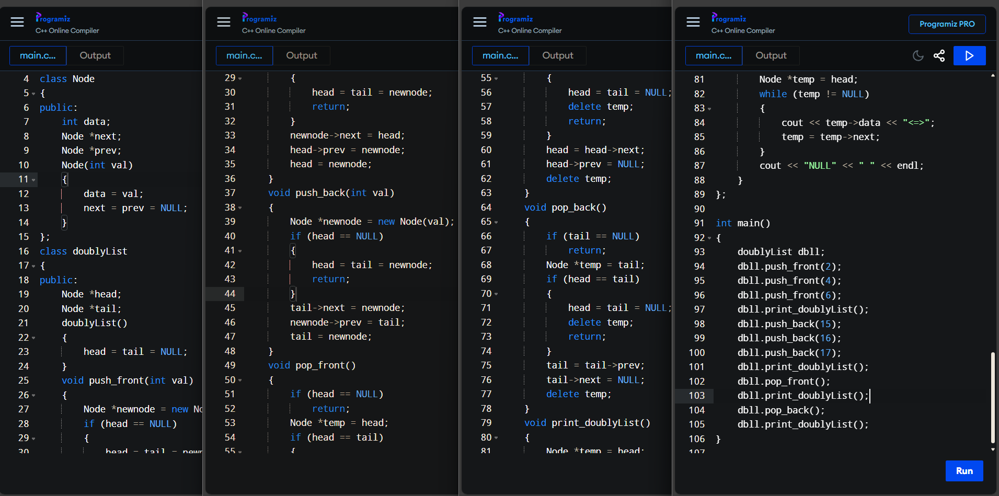 Programiz
C++ Online Compiler
main.c... Output
4 class Node
5 {
6 public:
7 int data;
8 Node *next;
9 Node *prev;
10 Node(int val)
11 {
12 data = val;
13 next = prev = NULL;
14 }
15 };
16 class doublyList
17 {
18 public:
19 Node *head;
20 Node *tail;
21 doublyList()
22 {
23 head = tail = NULL;
24 }
25 void push_front(int val)
26 {
27 Node *newnode = new No
28 if (head == NULL)
29 {
30 head = tail = newn
Programiz
C++ Online Compiler
main.c... Output
29 {
30 head = tail = newnode;
31 return;
32 }
33 newnode->next = head;
34 head->prev = newnode;
35 head = newnode;
36 }
37 void push_back(int val)
38 {
39 Node *newnode = new Node(val);
40 if (head == NULL)
41 {
42 head = tail = newnode;
43 return;
44 }
45 tail->next = newnode;
46 newnode->prev = tail;
47 tail = newnode;
48 }
49 void pop_front()
50 {
51 if (head == NULL)
52 return;
53 Node *temp = head;
54 if (head == tail)
55 {
Programiz
C++ Online Compiler
main.c... Output
55 {
56 head = tail = NULL;
57 delete temp;
58 return;
59 }
60 head = head->next;
61 head->prev = NULL;
62 delete temp;
63 }
64 void pop_back()
65 {
66 if (tail == NULL)
67 return;
68 Node *temp = tail;
69 if (head == tail)
70 {
71 head = tail = NULL;
72 delete temp;
73 return;
74 }
75 tail = tail->prev;
76 tail->next = NULL;
77 delete temp;
78 }
79 void print_doublyList()
80 {
81 Node *temp = head;
Programiz
C++ Online Compiler
Programiz PRO
main.c... Output
81 Node *temp = head;
82 while (temp != NULL)
83 {
84 cout << temp->data << "<=>";
85 temp = temp->next;
86 }
87 cout << "NULL" << " " << endl;
88 }
89 };
90
91 int main()
92 {
93 doublyList dbll;
94 dbll.push_front(2);
95 dbll.push_front(4);
96 dbll.push_front(6);
97 dbll.print_doublyList();
98 dbll.push_back(15);
99 dbll.push_back(16);
100 dbll.push_back(17);
101 dbll.print_doublyList();
102 dbll.pop_front();
103 dbll.print_doublyList();
104 dbll.pop_back();
105 dbll.print_doublyList();
106 }
107
Run